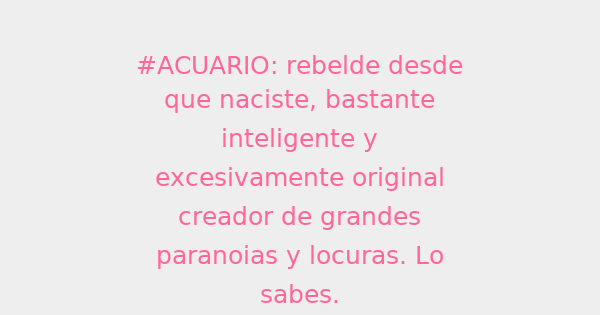 #ACUARIO: rebelde desde
que naciste, bastante
inteligente y
excesivamente original
creador de grandes
paranoias y locuras. Lo
sabes.